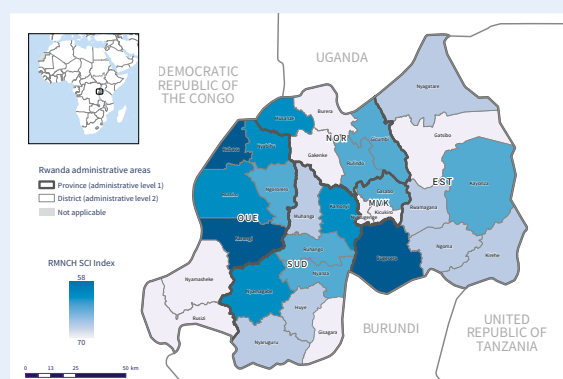 UGANDA
DEMOCRATIC
REPUBLIC OF
THE CONGO
Nyagatare
Burera
Musanze
NOR
Gicumbi
Gatsibo
Rubavu
Nyabihu
Gakenke
Rulindo
Rwanda administrative areas
Province (administrative level 1)
District (administrative level 2)
Not applicable
EST
Kayonza
Rutsiro
Ngororero
Gasabo
MVK
Kicukiro
Nyarugenge
Rwamagana
Muhanga
Kamonyi
OUE
Karongi
Ngoma
Kirehe
Bugesera
Ruhango
SUD
Nyanza
RMNCH SCI Index
58
70
Nyamasheke
Nyamagabe
Rusizi
Huye
Gisagara
Nyaruguru
BURUNDI
UNITED
REPUBLIC OF
TANZANIA
0 13 25 50 km